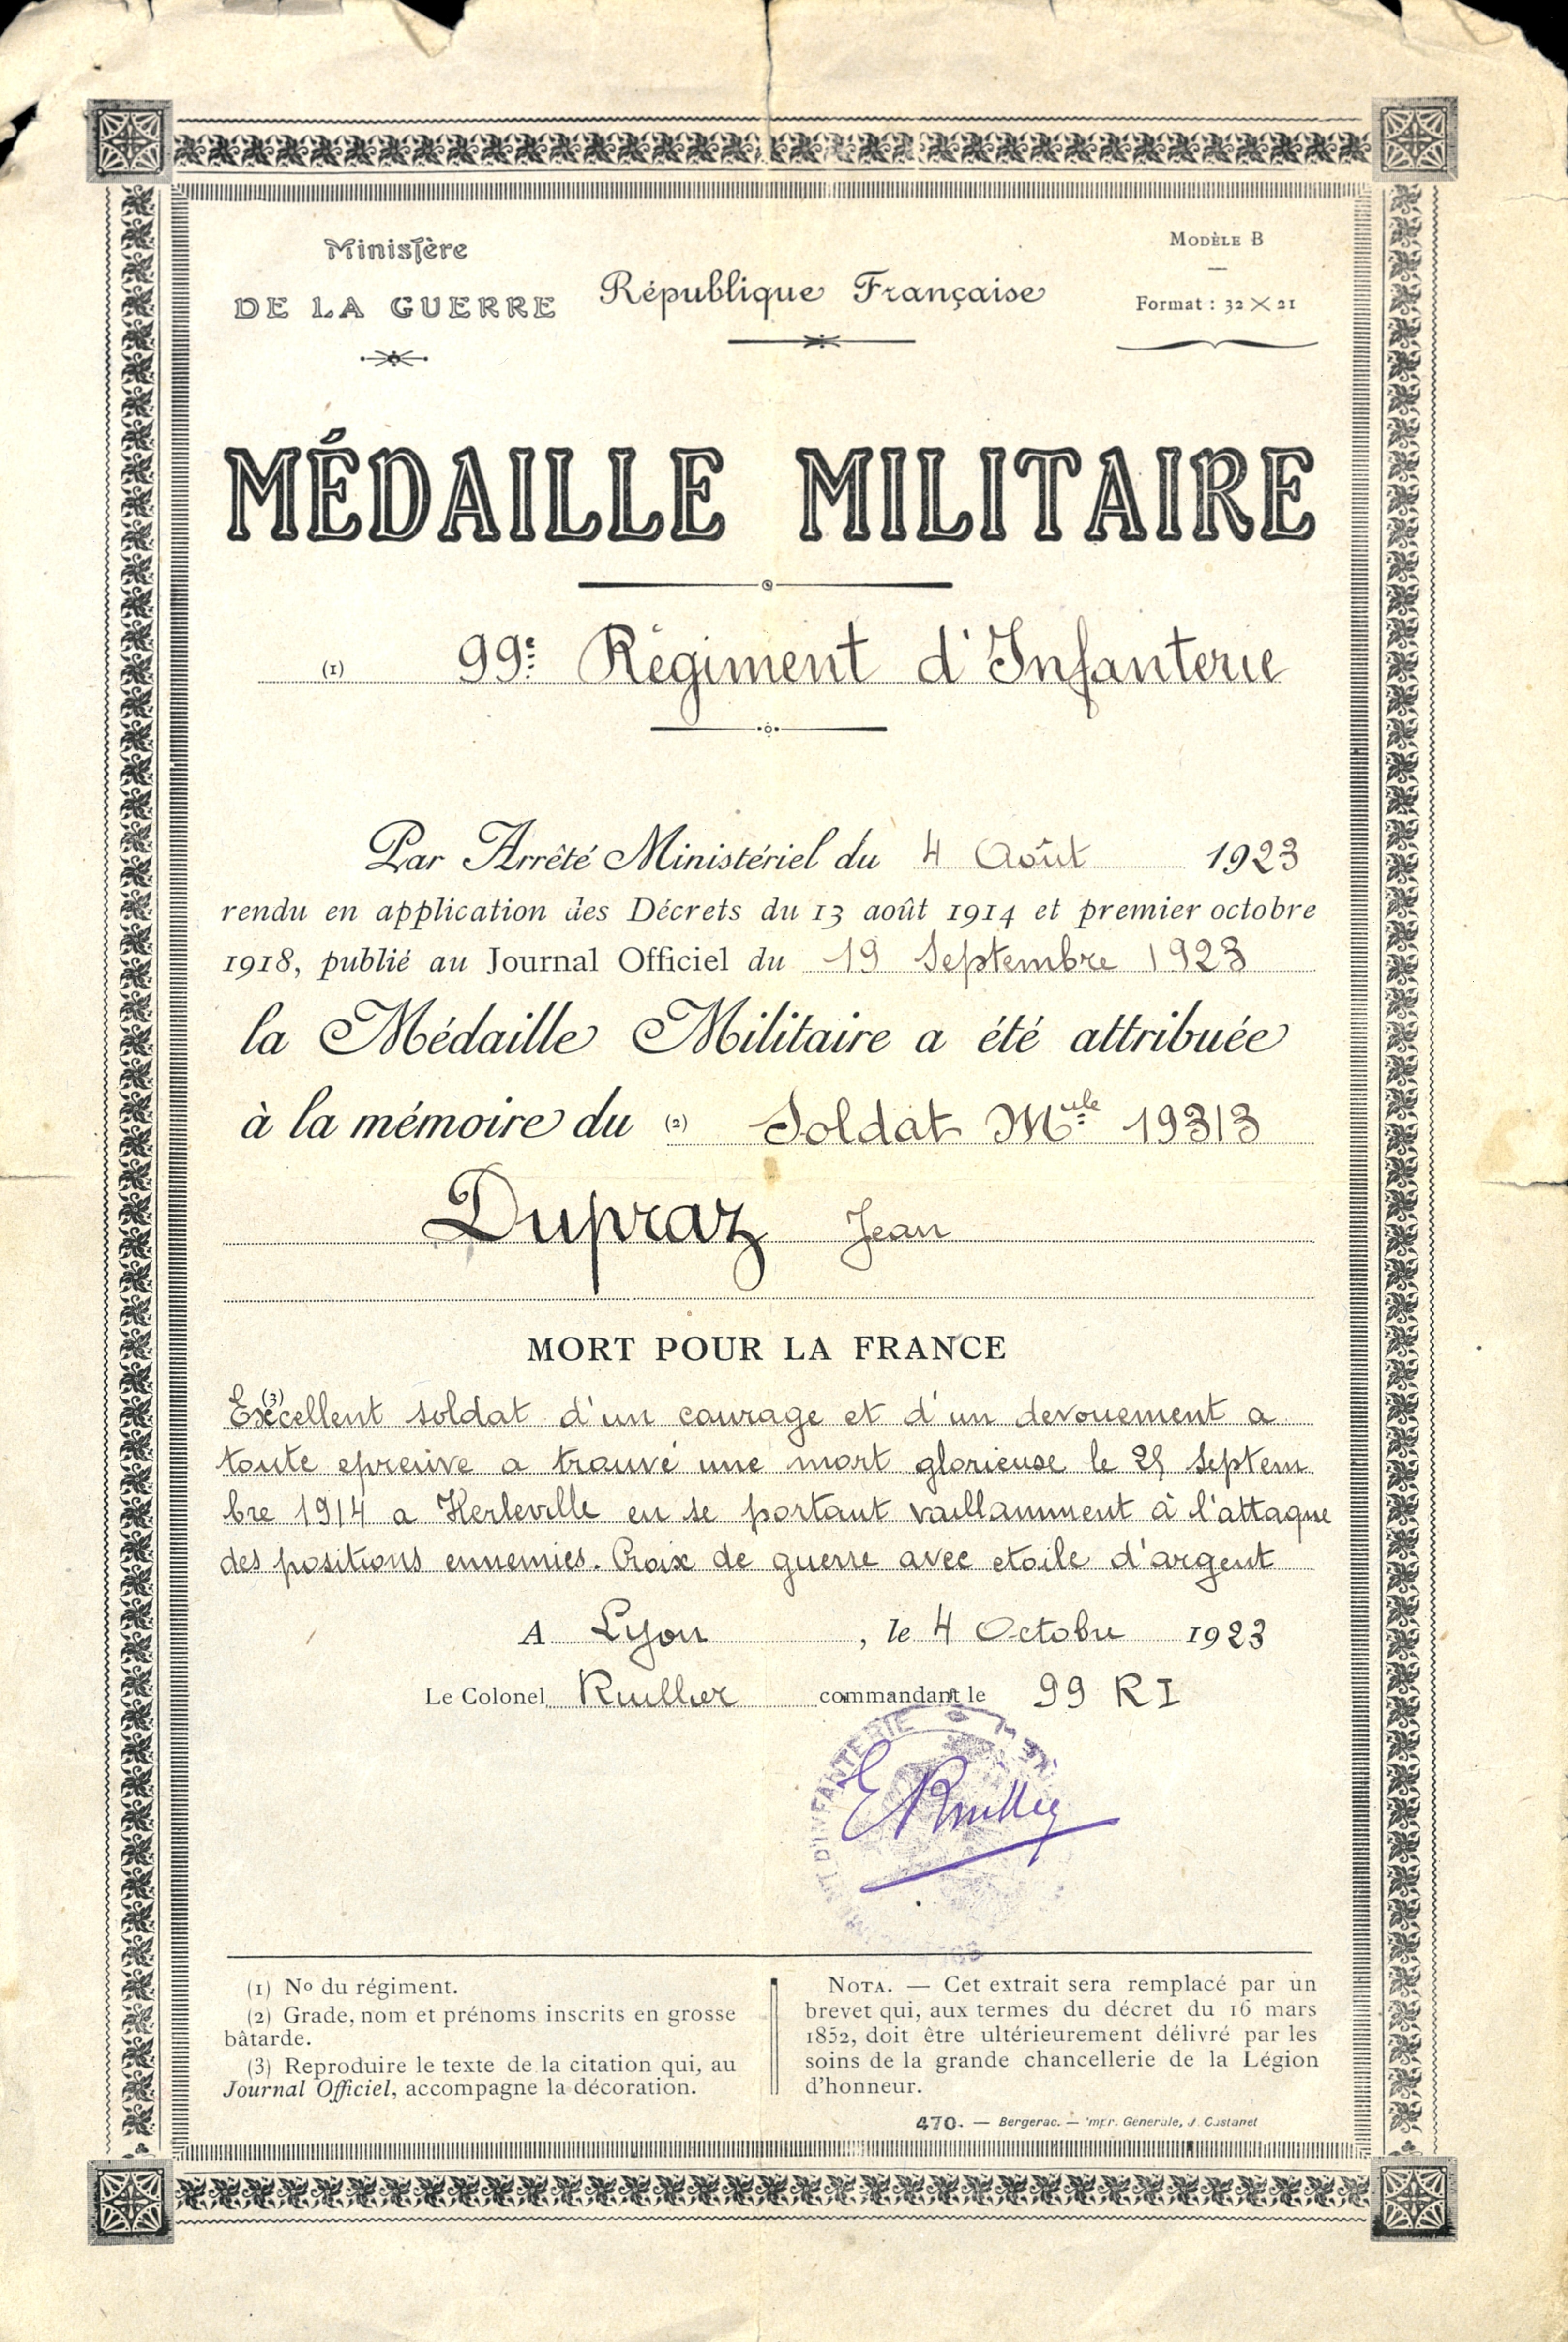 Ministère
DE LA GUERRE
République Française
MODÈLE B
Format : 32 X 21
MÉDAILLE MILITAIRE
(1) 99e Régiment d'Infanterie
Par Arrêté Ministériel du 4 Août 1923
rendu en application des Décrets du 13 août 1914 et premier octobre
1918, publié au Journal Officiel du 19 Septembre 1923
la Médaille Militaire a été attribuée
à la mémoire du (2) Soldat Mule 19313
Dupraz Jean
MORT POUR LA FRANCE
(3)
Excellent soldat d'un courage et d'un devouement a
toute epreuve a trouvé une mort glorieuse le 25 Septem
bre 1914 a Herleville en se portant vaillamment à l'attaque
des positions ennemies. Croix de guerre avec etoile d'argent
A Lyon, le 4 Octobre 1923
Le Colonel Ruillier commandant le 99 RI
D'INFANTERIE
E Ruillier
(1) No du régiment.
(2) Grade, nom et prénoms inscrits en grosse
bâtarde.
(3) Reproduire le texte de la citation qui, au
Journal Officiel, accompagne la décoration.
NOTA. — Cet extrait sera remplacé par un
brevet qui, aux termes du décret du 16 mars
1852, doit être ultérieurement délivré par les
soins de la grande chancellerie de la Légion
d'honneur.
470. — Bergerac. — Impr. Generale, J. Castanet